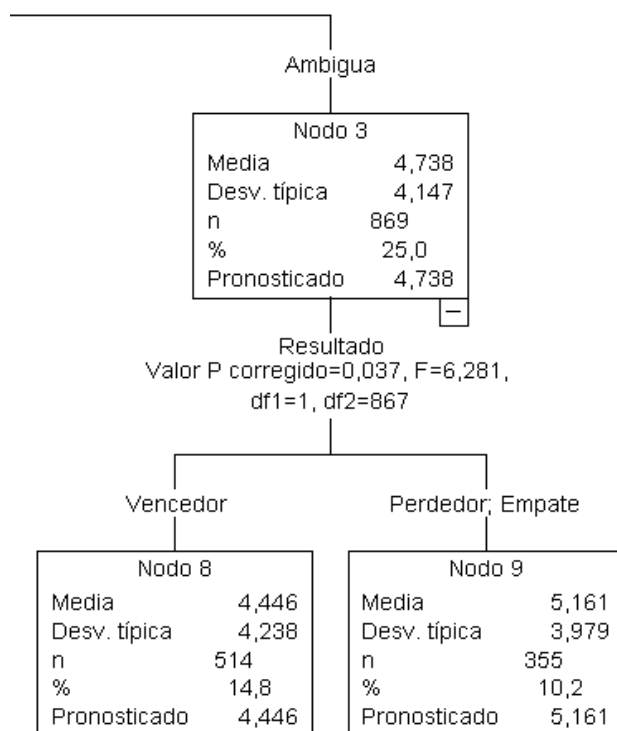 Ambigua
Nodo 3
Media 4,738
Desv. típica 4,147
n 869
% 25,0
Pronosticado 4,738
Resultado
Valor P corregido=0,037, F=6,281,
df1=1, df2=867
Vencedor
Perdedor; Empate
Nodo 8
Media 4,446
Desv. típica 4,238
n 514
% 14,8
Pronosticado 4,446
Nodo 9
Media 5,161
Desv. típica 3,979
n 355
% 10,2
Pronosticado 5,161